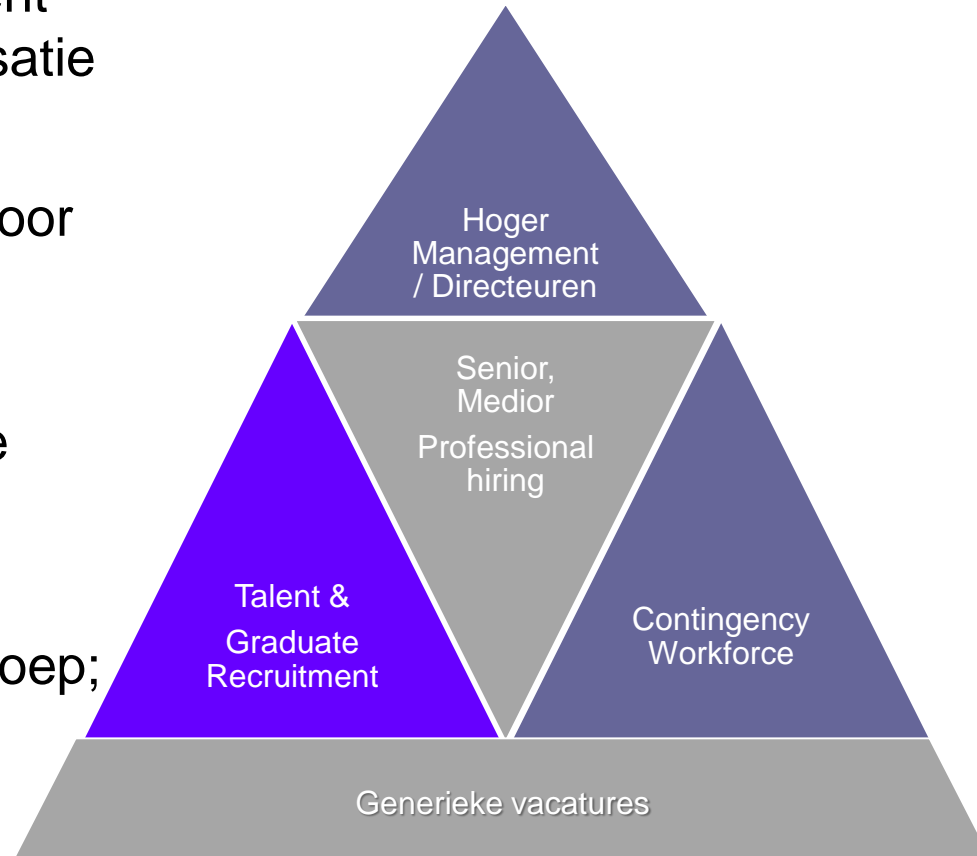 satie
oor
oep;
Hoger
Management
/ Directeuren
Senior,
Medior
Professional
hiring
Talent &
Graduate
Recruitment
Contingency
Workforce
Generieke vacatures